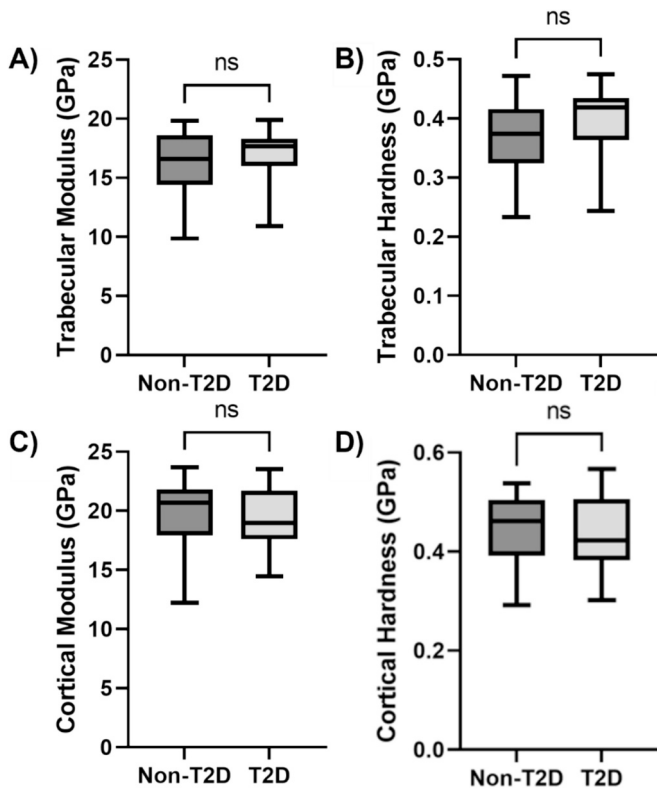 A)
Trabecular Modulus (GPa)
25
20
15
10
5
0
ns
Non-T2D T2D
B)
Trabecular Hardness (GPa)
0.5
0.4
0.3
0.2
0.1
0.0
ns
Non-T2D T2D
C)
Cortical Modulus (GPa)
25
20
15
10
5
0
ns
Non-T2D T2D
D)
Cortical Hardness (GPa)
0.6
0.4
0.2
0.0
ns
Non-T2D T2D